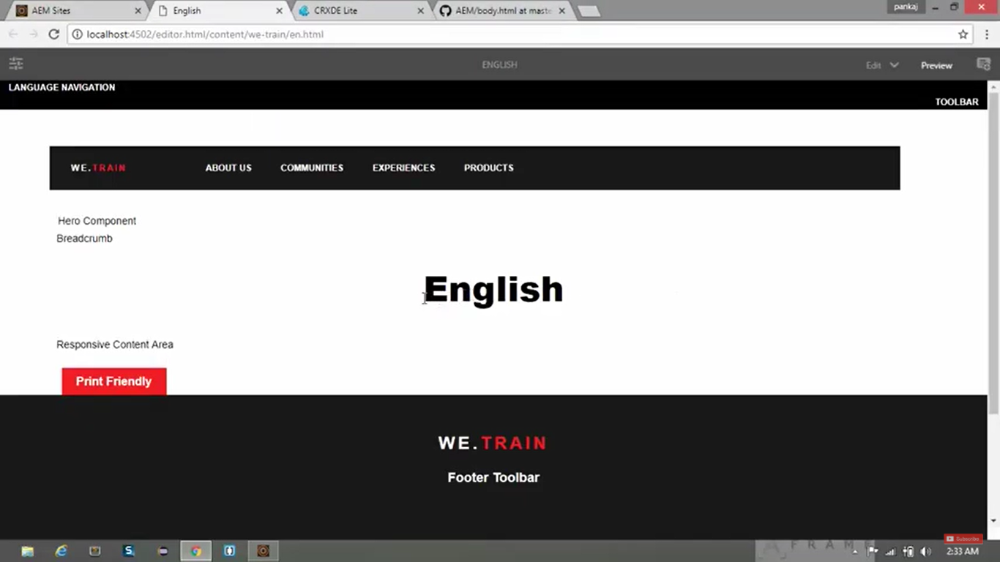 AEM Sites
English
CRXDE Lite
AEM/body.html at maste
pankaj
localhost:4502/editor.html/content/we-train/en.html
ENGLISH
Edit
Preview
LANGUAGE NAVIGATION
TOOLBAR
WE.TRAIN ABOUT US COMMUNITIES EXPERIENCES PRODUCTS
Hero Component
Breadcrumb
English
Responsive Content Area
Print Friendly
WE.TRAIN
Footer Toolbar
Subscribe
A FRAME
2:33 AM